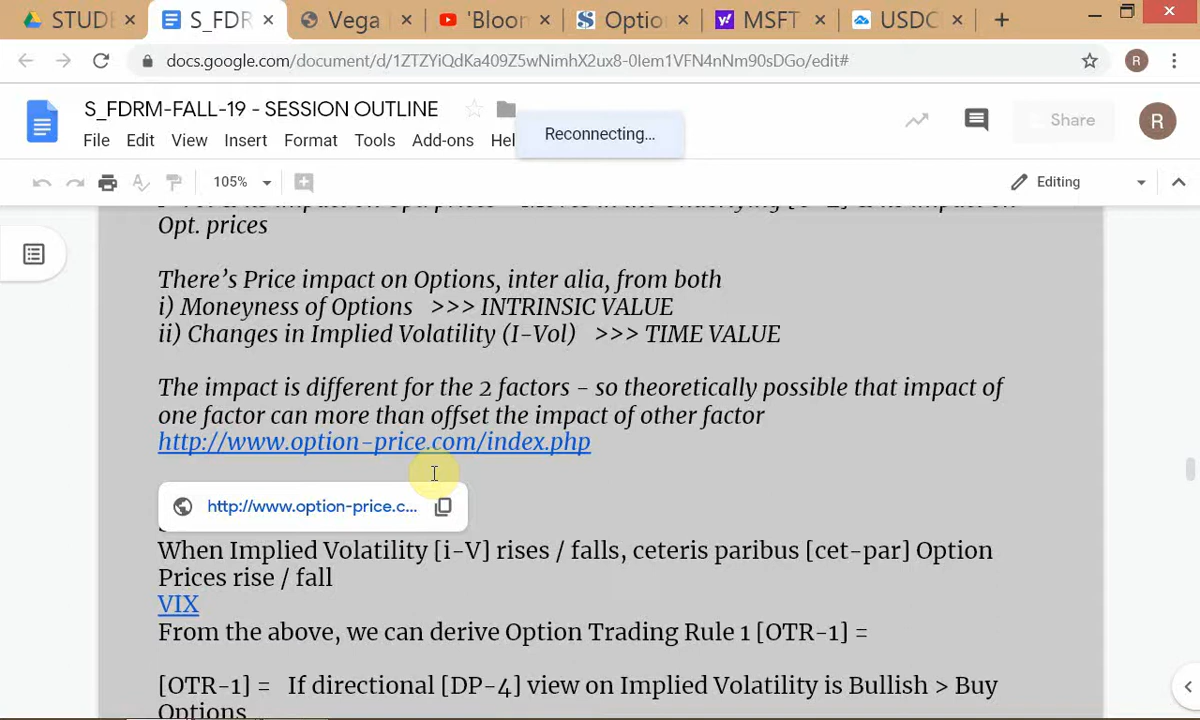 STUDE
S_FDR
Vega
'Bloon
Optio
MSFT
USDC
docs.google.com/document/d/1ZTZYiQdKa409Z5wNimhX2ux8-0lem1VFN4nNm90sDGo/edit#
R
S_FDRM-FALL-19 - SESSION OUTLINE
Reconnecting...
Share
R
File Edit View Insert Format Tools Add-ons Hel
105%
Editing
Opt. prices
There's Price impact on Options, inter alia, from both
i) Moneyness of Options >>> INTRINSIC VALUE
ii) Changes in Implied Volatility (I-Vol) >>> TIME VALUE
The impact is different for the 2 factors - so theoretically possible that impact of
one factor can more than offset the impact of other factor
http://www.option-price.com/index.php
http://www.option-price.c...
When Implied Volatility [i-V] rises / falls, ceteris paribus [cet-par] Option
Prices rise / fall
VIX
From the above, we can derive Option Trading Rule 1 [OTR-1] =
[OTR-1] = If directional [DP-4] view on Implied Volatility is Bullish > Buy
Options